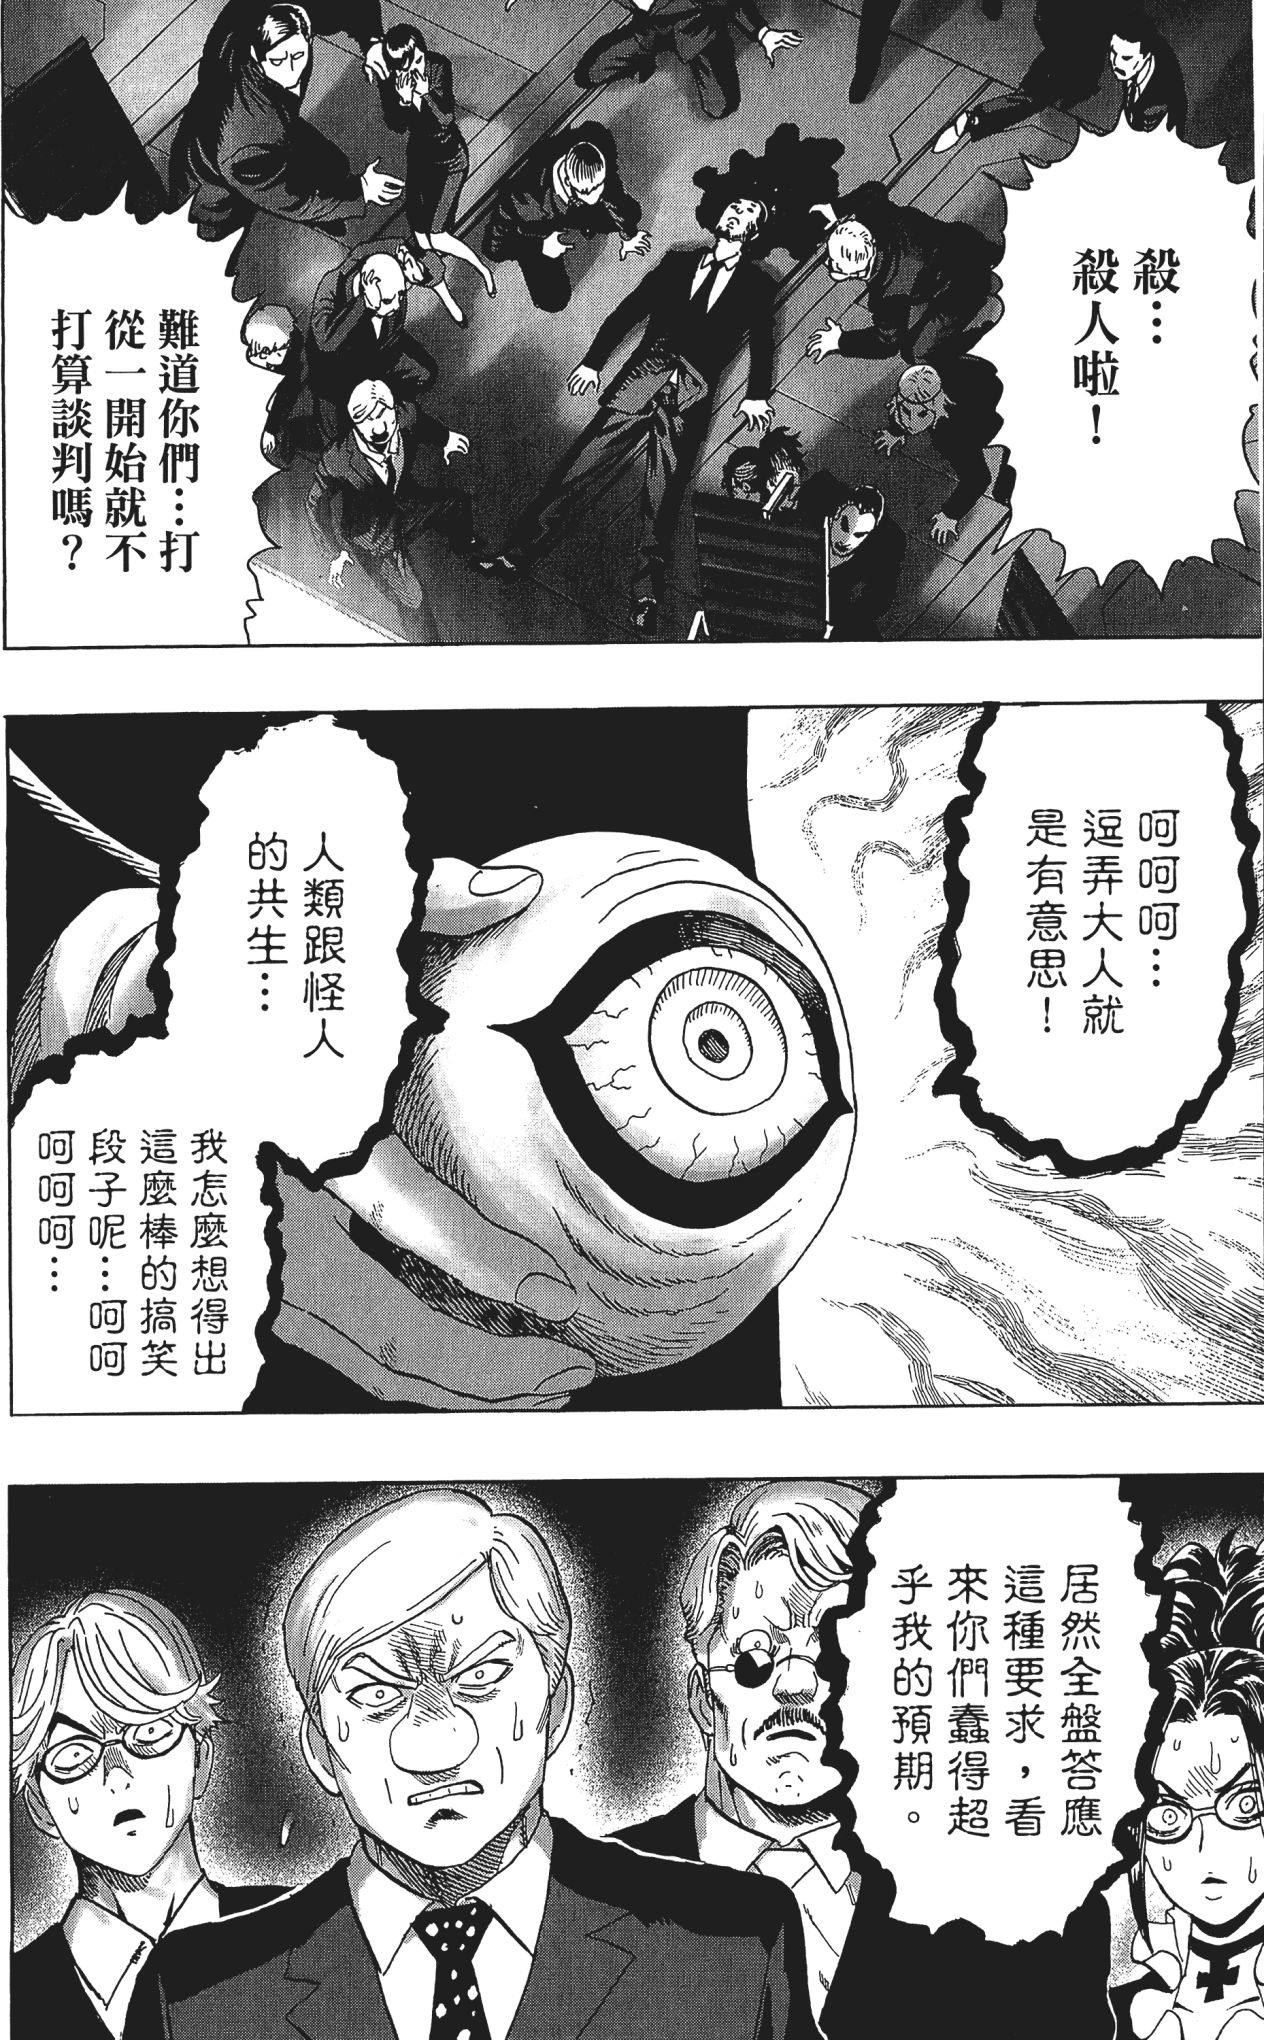 殺…
殺人啦！
難道你們…打
從一開始就不
打算談判嗎？
呵呵呵…
逗弄大人就
是有意思！
人類跟怪人
的共生…
我怎麼想得出
這麼棒的搞笑
段子呢…呵呵
呵呵呵…
居然全盤答應
這種要求，看
來你們蠢得超
乎我的預期。